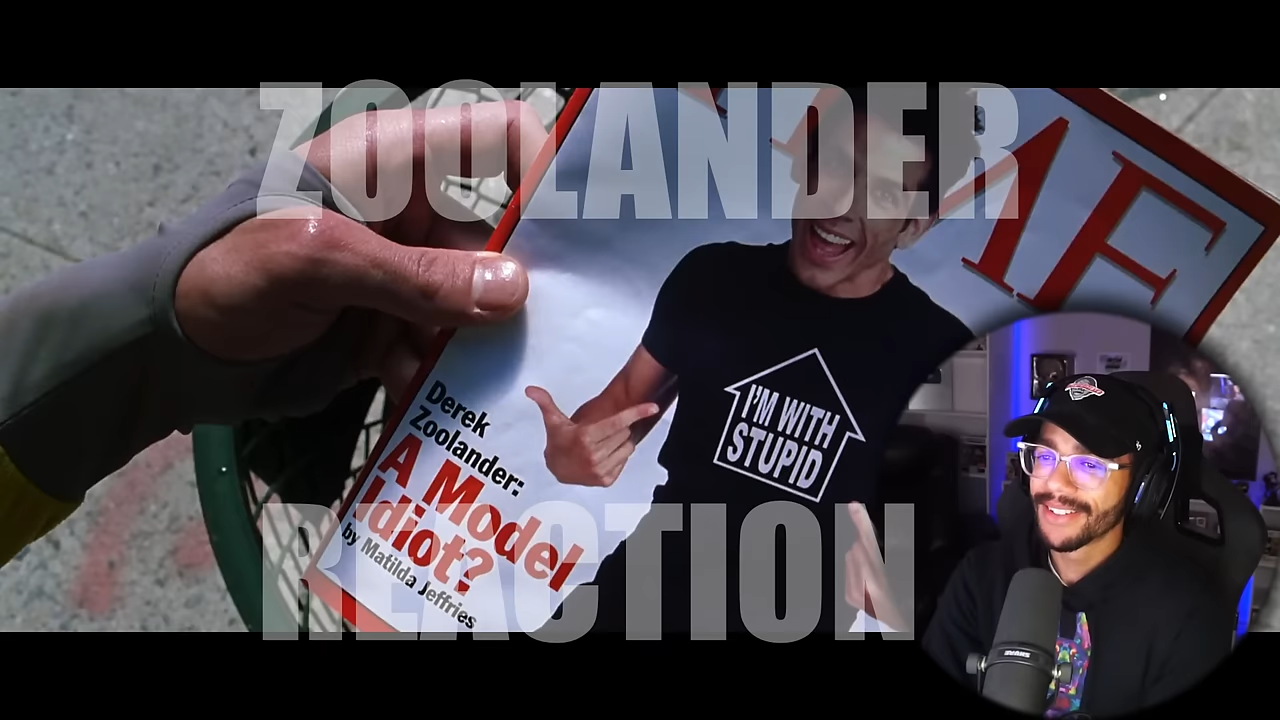 ZOOLANDER
I'M WITH
STUPID
Derek
Zoolander:
A Model
Idiot?
by Matilda Jeffries
REACTION